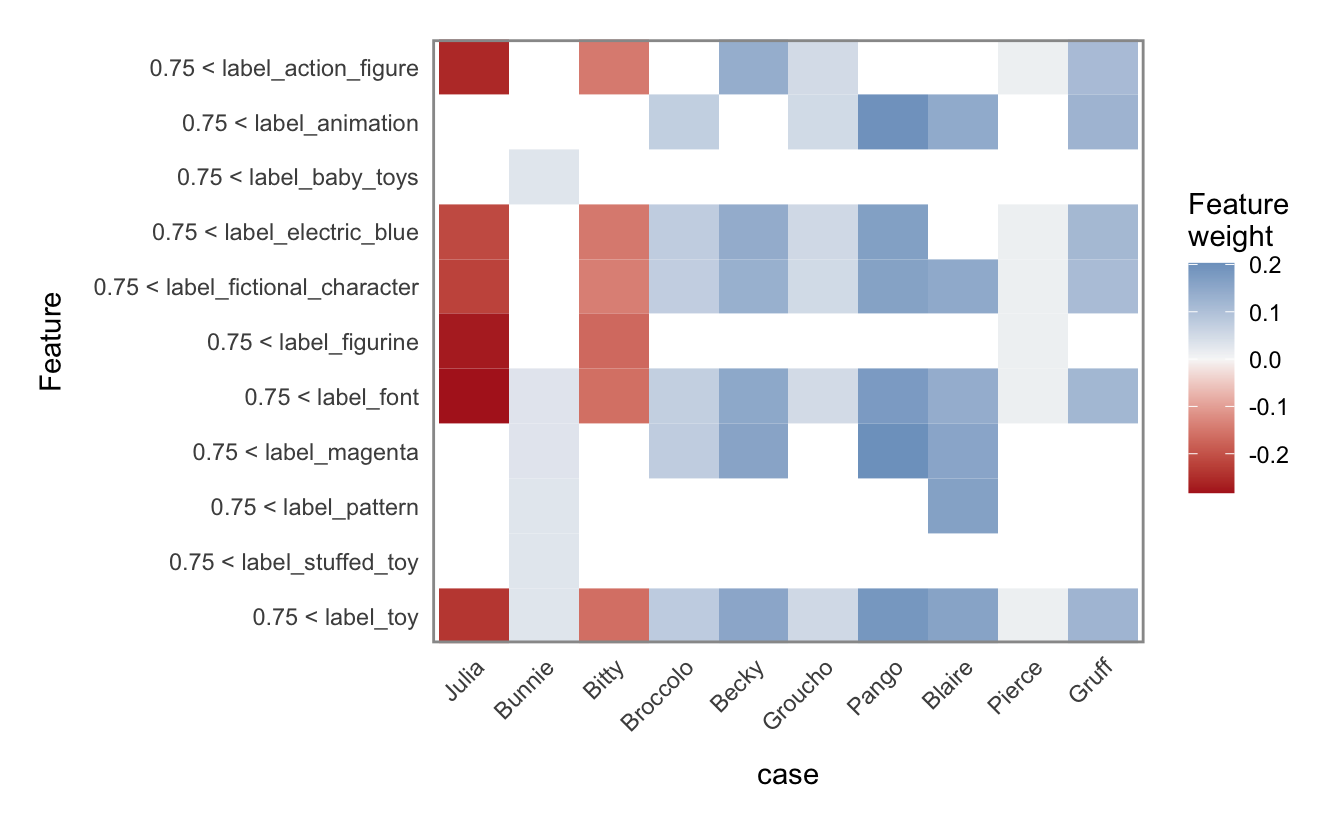 0.75 < label_action_figure
0.75 < label_animation
0.75 < label_baby_toys
0.75 < label_electric_blue
0.75 < label_fictional_character
0.75 < label_figurine
0.75 < label_font
0.75 < label_magenta
0.75 < label_pattern
0.75 < label_stuffed_toy
0.75 < label_toy
Feature
Julia
Bunnie
Bitty
Broccolo
Becky
Groucho
Pango
Blaire
Pierce
Gruff
case
Feature
weight
0.2
0.1
0.0
-0.1
-0.2